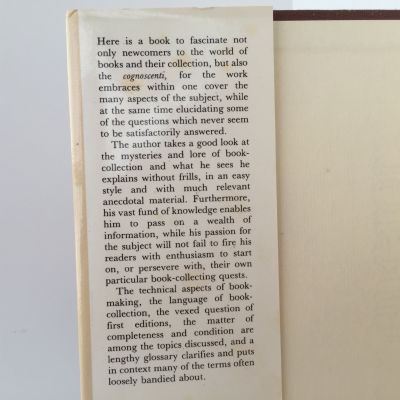 Here is a book to fascinate not
only newcomers to the world of
books and their collection, but also
the cognoscenti, for the work
embraces within one cover the
many aspects of the subject, while
at the same time elucidating some
of the questions which never seem
to be satisfactorily answered.
The author takes a good look at
the mysteries and lore of book-
collection and what he sees he
explains without frills, in an easy
style and with much relevant
anecdotal material. Furthermore,
his vast fund of knowledge enables
him to pass on a wealth of
information, while his passion for
the subject will not fail to fire his
readers with enthusiasm to start
on, or persevere with, their own
particular book-collecting quests.
The technical aspects of book-
making, the language of book-
collection, the vexed question of
first editions, the matter of
completeness and condition are
among the topics discussed, and a
lengthy glossary clarifies and puts
in context many of the terms often
loosely bandied about.